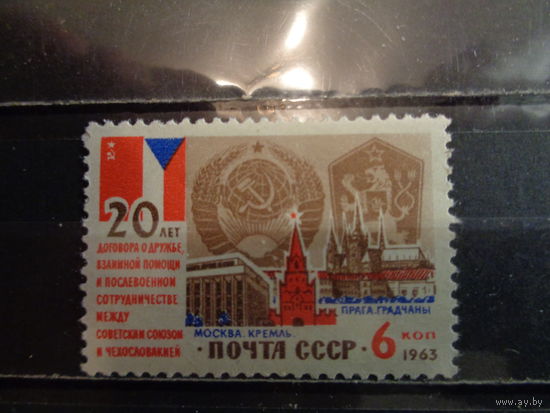 20 ЛЕТ
ДОГОВОРА О ДРУЖБЕ,
ВЗАИМНОЙ ПОМОЩИ
И ПОСЛЕВОЕННОМ
СОТРУДНИЧЕСТВЕ
МЕЖДУ
СОВЕТСКИМ СОЮЗОМ
И ЧЕХОСЛОВАКИЕЙ
МОСКВА. КРЕМЛЬ.
ПРАГА. ГРАДЧАНЫ
ПОЧТА СССР · 6 КОП
1963
www.ay.by